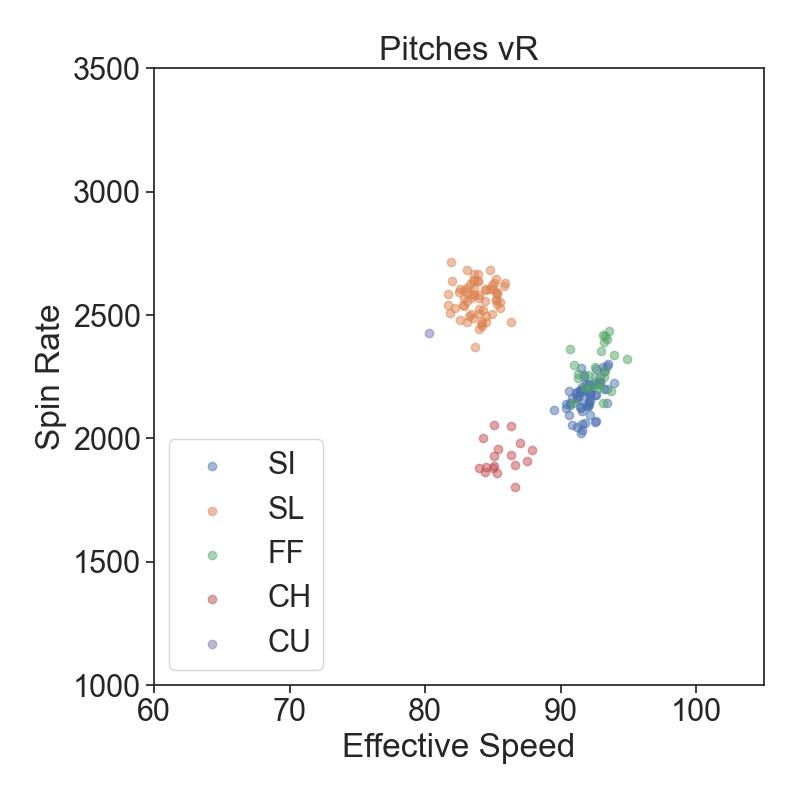 Pitches vR
3500
3000
2500
2000
1500
1000
Spin Rate
SI
SL
FF
CH
CU
60 70 80 90 100
Effective Speed